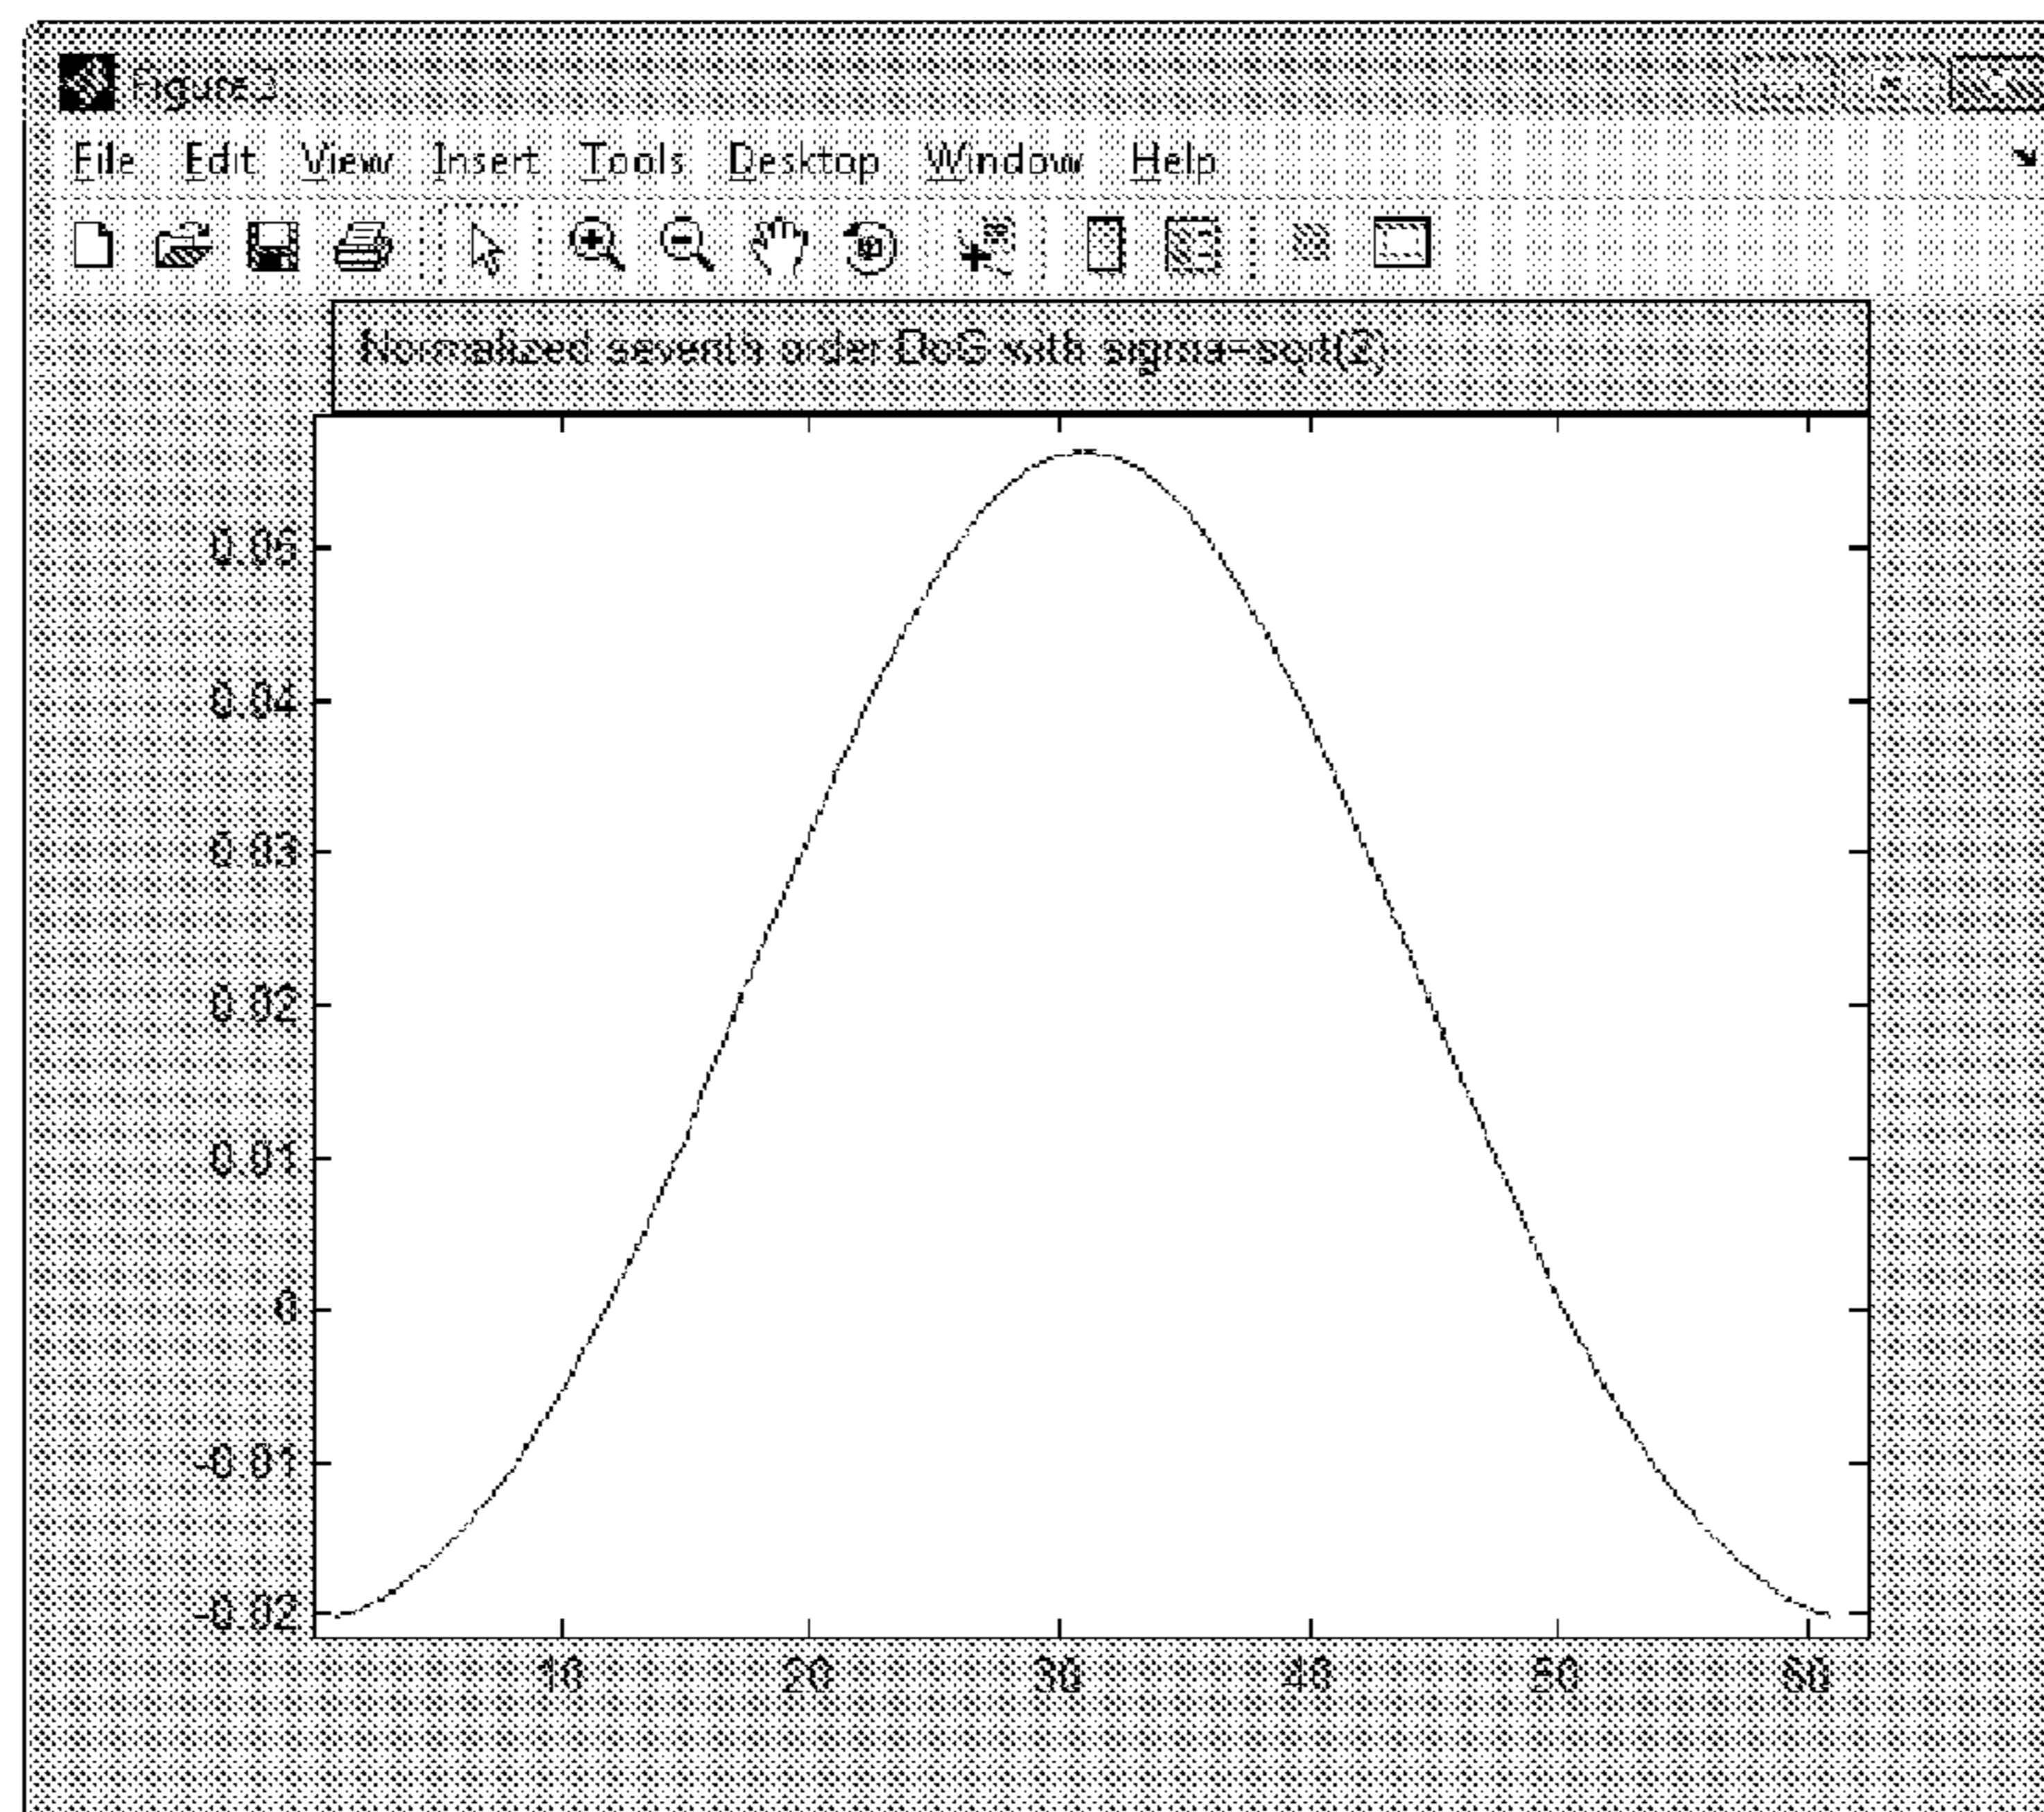 Figure 3
File Edit View Insert Tools Desktop Window Help
Normalized seventh order DoG with sigma=sqrt(2)
0.05
0.04
0.03
0.02
0.01
0
-0.01
-0.02
10 20 30 40 50 60